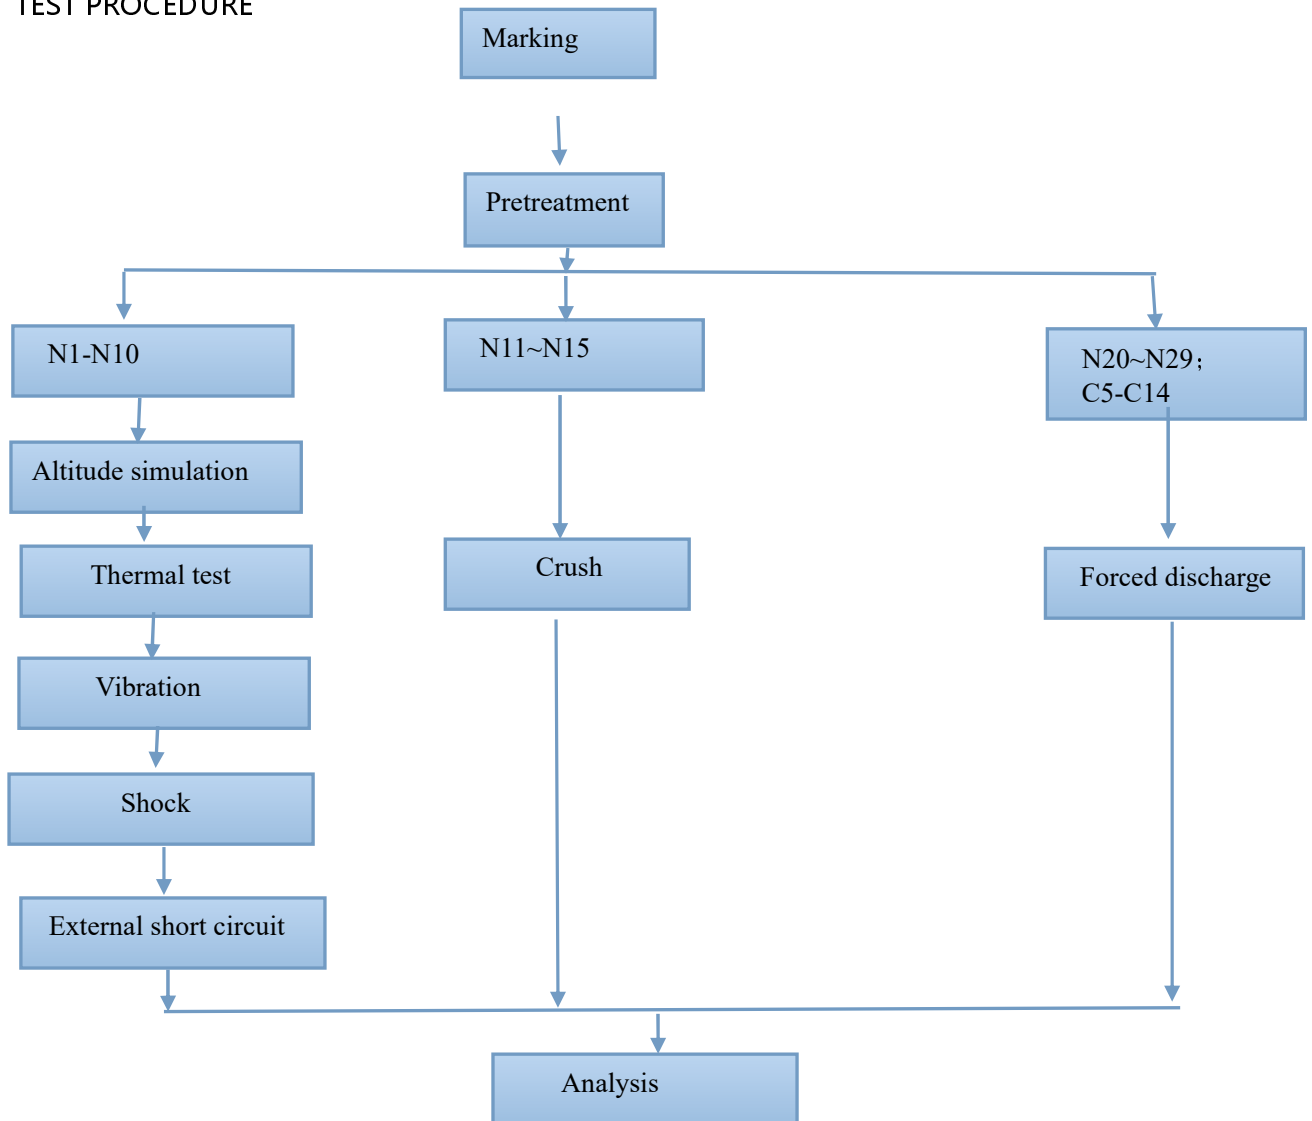 TEST PROCEDURE
Marking
Pretreatment
N1-N10
N11~N15
N20~N29；
C5-C14
Altitude simulation
Thermal test
Crush
Forced discharge
Vibration
Shock
External short circuit
Analysis